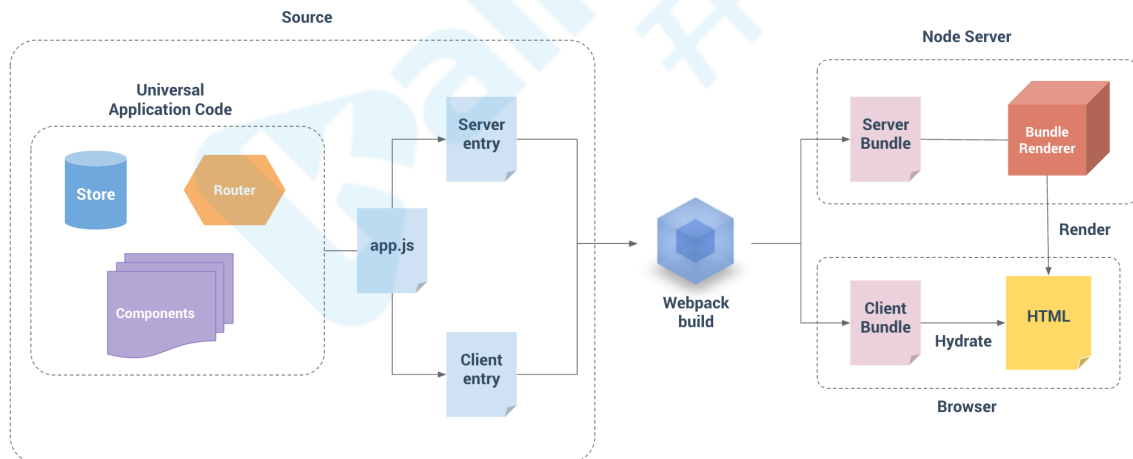 Source
Universal
Application Code
Store
Router
Components
app.js
Server
entry
Client
entry
Webpack
build
Node Server
Server
Bundle
Bundle
Renderer
Render
Client
Bundle
Hydrate
HTML
Browser